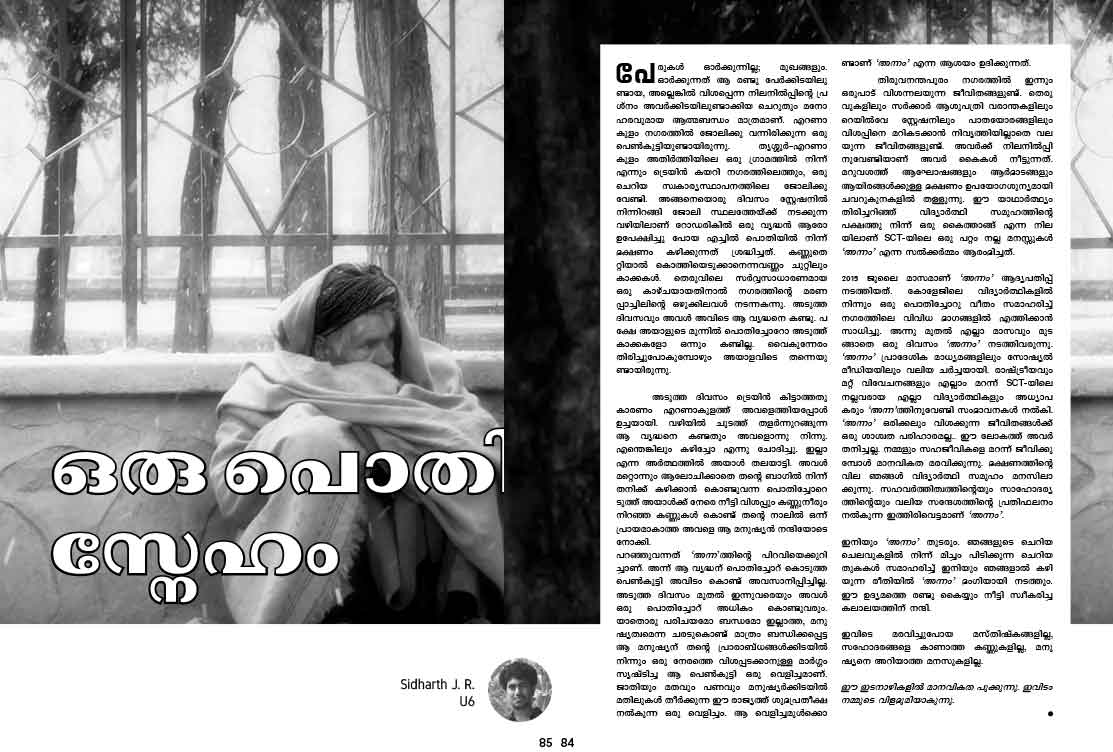 ഒരു പൊതി
സ്നേഹം
Sidharth J. R.
U6
പേരുകൾ ഓർക്കുന്നില്ല; മുഖങ്ങളും.
ഓർക്കുന്നത് ആ രണ്ടു പേർക്കിടയിലു
ണ്ടായ, അല്ലെങ്കിൽ വിശപ്പെന്ന നിലനിൽപ്പിന്റെ പ്ര
ശ്നം അവർക്കിടയിലുണ്ടാക്കിയ ചെറുതും മനോ
ഹരവുമായ ആത്മബന്ധം മാത്രമാണ്. എറണാ
കുളം നഗരത്തിൽ ജോലിക്കു വന്നിരിക്കുന്ന ഒരു
പെൺകുട്ടിയുണ്ടായിരുന്നു. തൃശ്ശൂർ-എറണാ
കുളം അതിർത്തിയിലെ ഒരു ഗ്രാമത്തിൽ നിന്ന്
എന്നും ട്രെയിൻ കയറി നഗരത്തിലെത്തും, ഒരു
ചെറിയ സ്വകാര്യസ്ഥാപനത്തിലെ ജോലിക്കു
വേണ്ടി. അങ്ങനെയൊരു ദിവസം സ്റ്റേഷനിൽ
നിന്നിറങ്ങി ജോലി സ്ഥലത്തേയ്ക്ക് നടക്കുന്ന
വഴിയിലാണ് റോഡരികിൽ ഒരു വൃദ്ധൻ ആരോ
ഉപേക്ഷിച്ചു പോയ എച്ചിൽ പൊതിയിൽ നിന്ന്
ഭക്ഷണം കഴിക്കുന്നത് ശ്രദ്ധിച്ചത്. കണ്ണുതെ
റ്റിയാൽ കൊത്തിയെടുക്കാനെന്നവണ്ണം ചുറ്റിലും
കാക്കകൾ. തെരുവിലെ സർവ്വസാധാരണമായ
ഒരു കാഴ്ചയായതിനാൽ നഗരത്തിന്റെ മരണ
പ്പാച്ചിലിന്റെ ഒഴുക്കിലവൾ നടന്നകന്നു. അടുത്ത
ദിവസവും അവൾ അവിടെ ആ വൃദ്ധനെ കണ്ടു. പ
ക്ഷേ അയാളുടെ മുന്നിൽ പൊതിച്ചോറോ അടുത്ത്
കാക്കകളോ ഒന്നും കണ്ടില്ല. വൈകുന്നേരം
തിരിച്ചുപോകുമ്പോഴും അയാളവിടെ തന്നെയു
ണ്ടായിരുന്നു.
അടുത്ത ദിവസം ട്രെയിൻ കിട്ടാത്തതു
കാരണം എറണാകുളത്ത് അവളെത്തിയപ്പോൾ
ഉച്ചയായി. വഴിയിൽ ചൂടത്ത് തളർന്നുറങ്ങുന്ന
ആ വൃദ്ധനെ കണ്ടതും അവളൊന്നു നിന്നു.
എന്തെങ്കിലും കഴിച്ചോ എന്നു ചോദിച്ചു. ഇല്ലാ
എന്ന അർത്ഥത്തിൽ അയാൾ തലയാട്ടി. അവൾ
മറ്റൊന്നും ആലോചിക്കാതെ തന്റെ ബാഗിൽ നിന്ന്
തനിക്ക് കഴിക്കാൻ കൊണ്ടുവന്ന പൊതിച്ചോറെ
ടുത്ത് അയാൾക്ക് നേരെ നീട്ടി.വിശപ്പും കണ്ണുനീരും
നിറഞ്ഞ കണ്ണുകൾ കൊണ്ട് തന്റെ നാലിൽ ഒന്ന്
പ്രായമാകാത്ത അവളെ ആ മനുഷ്യൻ നന്ദിയോടെ
നോക്കി.
പറഞ്ഞുവന്നത് 'അന്ന'ത്തിന്റെ പിറവിയെക്കുറി
ച്ചാണ്. അന്ന് ആ വൃദ്ധന് പൊതിച്ചോറ് കൊടുത്ത
പെൺകുട്ടി അവിടം കൊണ്ട് അവസാനിപ്പിച്ചില്ല.
അടുത്ത ദിവസം മുതൽ ഇന്നുവരെയും അവൾ
ഒരു പൊതിച്ചോറ് അധികം കൊണ്ടുവരും.
യാതൊരു പരിചയമോ ബന്ധമോ ഇല്ലാത്ത, മനു
ഷ്യത്വമെന്ന ചരടുകൊണ്ട് മാത്രം ബന്ധിക്കപ്പെട്ട
ആ മനുഷ്യന് തന്റെ പ്രാരാബ്ധങ്ങൾക്കിടയിൽ
നിന്നും ഒരു നേരത്തെ വിശപ്പടക്കാനുള്ള മാർഗ്ഗം
സൃഷ്ടിച്ച ആ പെൺകുട്ടി ഒരു വെളിച്ചമാണ്.
ജാതിയും മതവും പണവും മനുഷ്യർക്കിടയിൽ
മതിലുകൾ തീർക്കുന്ന ഈ രാജ്യത്ത് ശുഭപ്രതീക്ഷ
നൽകുന്ന ഒരു വെളിച്ചം. ആ വെളിച്ചമുൾക്കൊ
ണ്ടാണ് 'അന്നം' എന്ന ആശയം ഉദിക്കുന്നത്.
തിരുവനന്തപുരം നഗരത്തിൽ ഇന്നും
ഒരുപാട് വിശന്നലയുന്ന ജീവിതങ്ങളുണ്ട്. തെരു
വുകളിലും സർക്കാർ ആശുപത്രി വരാന്തകളിലും
റെയിൽവേ സ്റ്റേഷനിലും പാതയോരങ്ങളിലും
വിശപ്പിനെ മറികടക്കാൻ നിവൃത്തിയില്ലാതെ വല
യുന്ന ജീവിതങ്ങളുണ്ട്. അവർക്ക് നിലനിൽപ്പി
നുവേണ്ടിയാണ് അവർ കൈകൾ നീട്ടുന്നത്.
മറുവശത്ത് ആഘോഷങ്ങളും ആർഭാടങ്ങളും
ആയിരങ്ങൾക്കുള്ള ഭക്ഷണം ഉപയോഗശൂന്യമായി
ചവറുകൂനകളിൽ തള്ളുന്നു. ഈ യാഥാർത്ഥ്യം
തിരിച്ചറിഞ്ഞ് വിദ്യാർത്ഥി സമൂഹത്തിന്റെ
പക്ഷത്തു നിന്ന് ഒരു കൈത്താങ്ങ് എന്ന നില
യിലാണ് SCT-യിലെ ഒരു പറ്റം നല്ല മനസ്സുകൾ
'അന്നം' എന്ന സൽക്കർമ്മം ആരംഭിച്ചത്.
2015 ജൂലൈ മാസമാണ് 'അന്നം' ആദ്യപതിപ്പ്
നടത്തിയത്. കോളേജിലെ വിദ്യാർത്ഥികളിൽ
നിന്നും ഒരു പൊതിച്ചോറു വീതം സമാഹരിച്ച്
നഗരത്തിലെ വിവിധ ഭാഗങ്ങളിൽ എത്തിക്കാൻ
സാധിച്ചു. അന്നു മുതൽ എല്ലാ മാസവും മുട
ങ്ങാതെ ഒരു ദിവസം 'അന്നം' നടത്തിവരുന്നു.
'അന്നം' പ്രാദേശിക മാധ്യമങ്ങളിലും സോഷ്യൽ
മീഡിയയിലും വലിയ ചർച്ചയായി. രാഷ്ട്രീയവും
മറ്റ് വിവേചനങ്ങളും എല്ലാം മറന്ന് SCT-യിലെ
നല്ലവരായ എല്ലാ വിദ്യാർത്ഥികളും അധ്യാപ
കരും 'അന്ന'ത്തിനുവേണ്ടി സംഭാവനകൾ നൽകി.
'അന്നം' ഒരിക്കലും വിശക്കുന്ന ജീവിതങ്ങൾക്ക്
ഒരു ശാശ്വത പരിഹാരമല്ല.. ഈ ലോകത്ത് അവർ
തനിച്ചല്ല. നമ്മളും സഹജീവികളെ മറന്ന് ജീവിക്കു
മ്പോൾ മാനവികത മരവിക്കുന്നു. ഭക്ഷണത്തിന്റെ
വില ഞങ്ങൾ വിദ്യാർത്ഥി സമൂഹം മനസിലാ
ക്കുന്നു. സഹവർത്തിത്വത്തിന്റെയും സാഹോദര്യ
ത്തിന്റെയും വലിയ സന്ദേശത്തിന്റെ പ്രതിഫലനം
നൽകുന്ന ഇത്തിരിവെട്ടമാണ് 'അന്നം'.
ഇനിയും 'അന്നം' തുടരും. ഞങ്ങളുടെ ചെറിയ
ചെലവുകളിൽ നിന്ന് മിച്ചം പിടിക്കുന്ന ചെറിയ
തുകകൾ സമാഹരിച്ച് ഇനിയും ഞങ്ങളാൽ കഴി
യുന്ന രീതിയിൽ 'അന്നം' ഭംഗിയായി നടത്തും.
ഈ ഉദ്യമത്തെ രണ്ടു കൈയ്യും നീട്ടി സ്വീകരിച്ച
കലാലയത്തിന് നന്ദി.
ഇവിടെ മരവിച്ചുപോയ മസ്തിഷ്കങ്ങളില്ല,
സഹോദരങ്ങളെ കാണാത്ത കണ്ണുകളില്ല, മനു
ഷ്യനെ അറിയാത്ത മനസുകളില്ല.
ഈ ഇടനാഴികളിൽ മാനവികത പൂക്കുന്നു. ഇവിടം
നമ്മുടെ വിളഭൂമിയാകുന്നു.
85 84